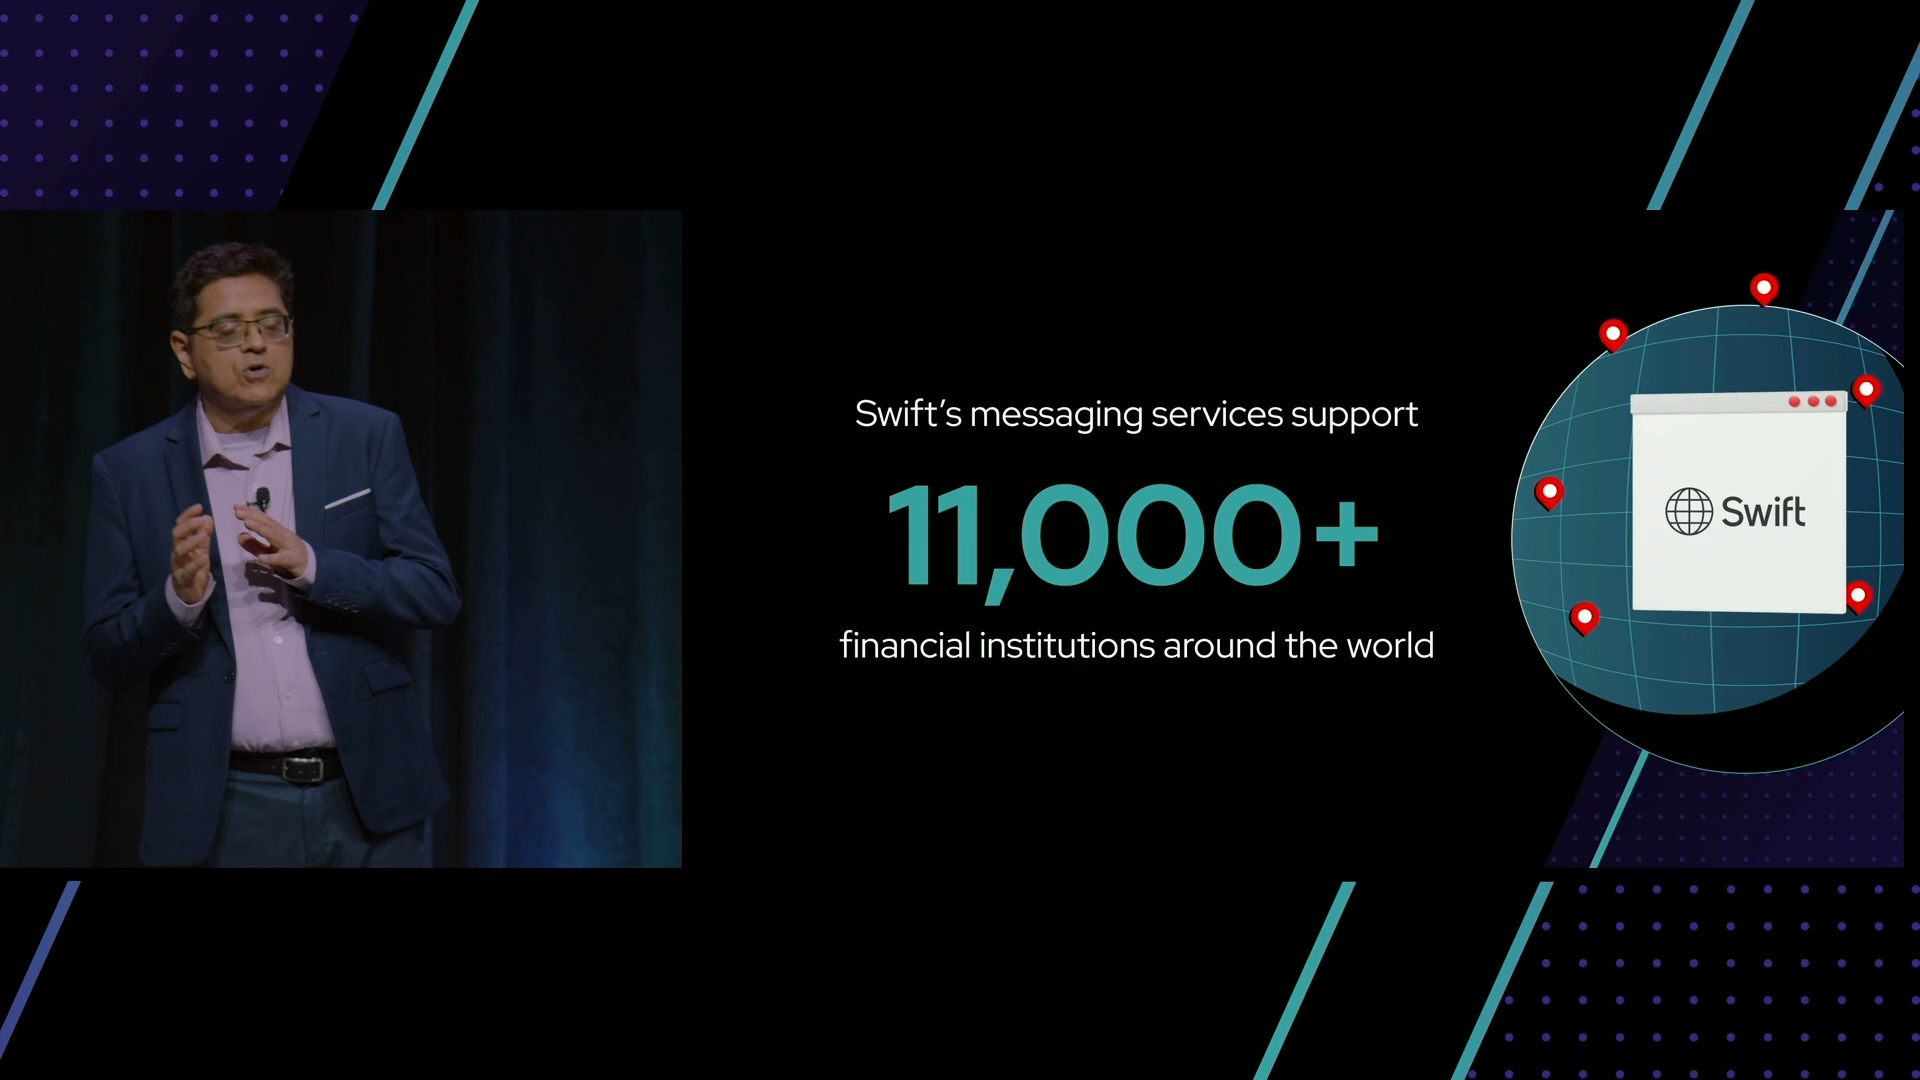 Swift’s messaging services support
11,000+
financial institutions around the world
Swift